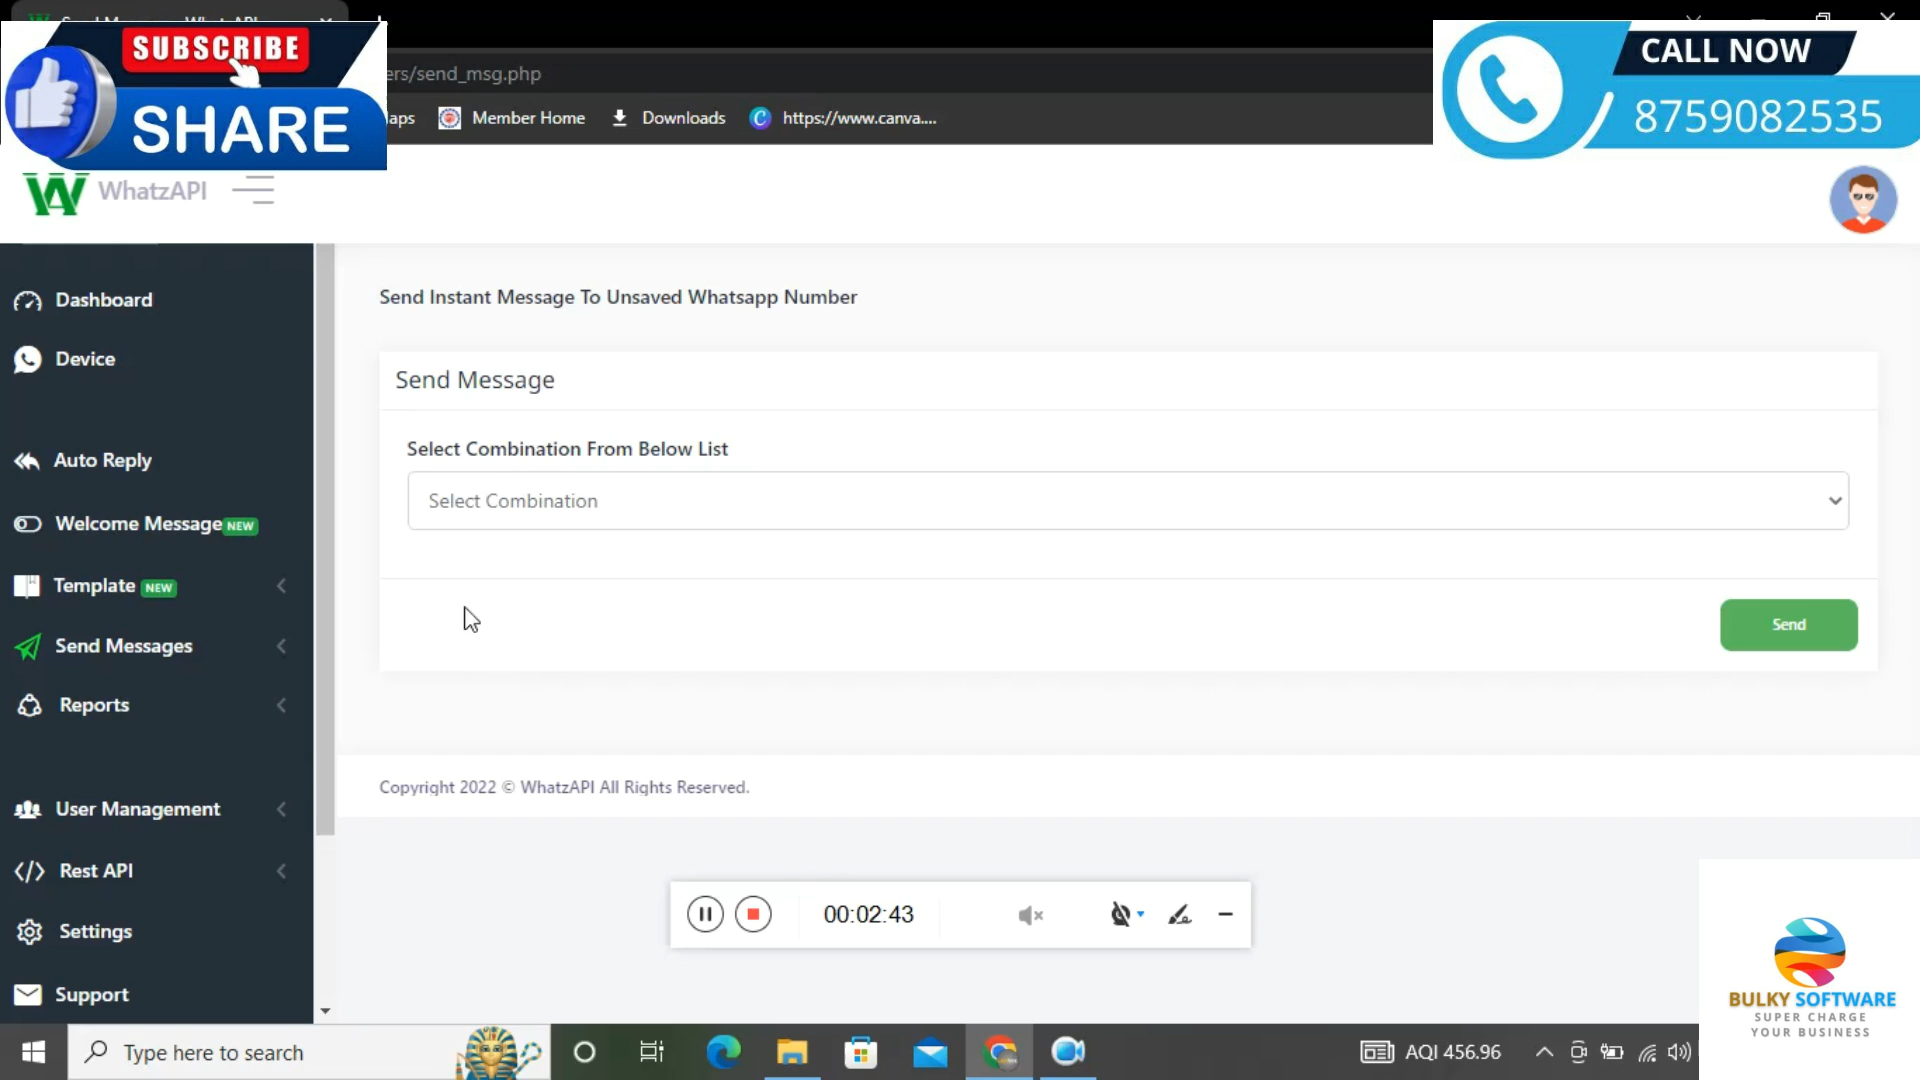 SUBSCRIBE
SHARE
ers/send_msg.php
Member Home
Downloads
https://www.canva....
CALL NOW
8759082535
WhatzAPI
Dashboard
Device
Auto Reply
Welcome Message NEW
Template NEW
Send Messages
Reports
User Management
Rest API
Settings
Support
Send Instant Message To Unsaved Whatsapp Number
Send Message
Select Combination From Below List
Select Combination
Send
Copyright 2022 © WhatzAPI All Rights Reserved.
00:02:43
BULKY SOFTWARE
SUPER CHARGE
YOUR BUSINESS
Type here to search
AQI 456.96